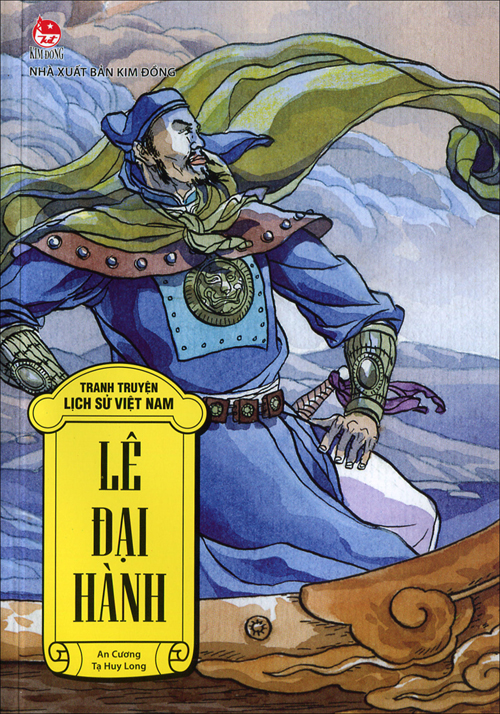 KIM ĐỒNG
NHÀ XUẤT BẢN KIM ĐỒNG
TRANH TRUYỆN
LỊCH SỬ VIỆT NAM
LÊ
ĐẠI
HÀNH
An Cương
Tạ Huy Long